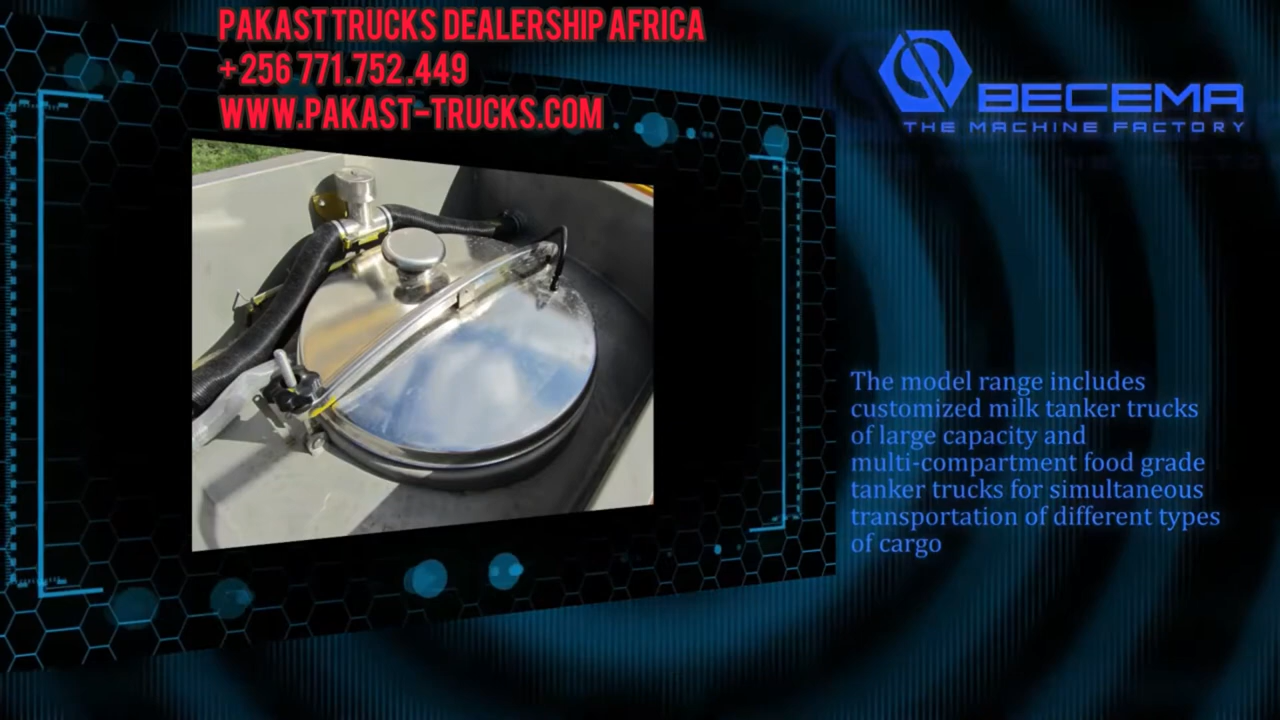 PAKAST TRUCKS DEALERSHIP AFRICA
+256 771.752.449
WWW.PAKAST-TRUCKS.COM
BECEMA
THE MACHINE FACTORY
The model range includes
customized milk tanker trucks
of large capacity and
multi-compartment food grade
tanker trucks for simultaneous
transportation of different types
of cargo